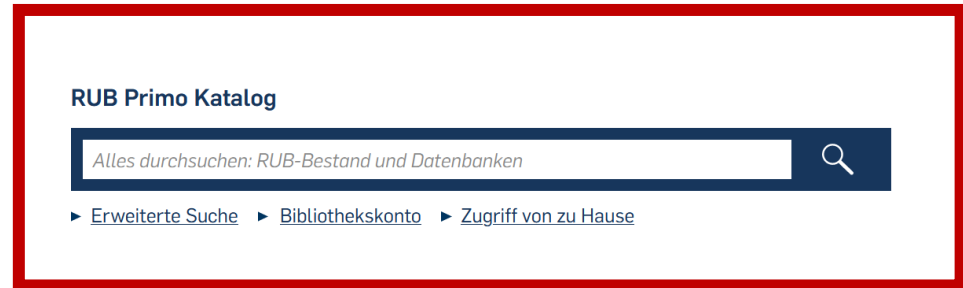 RUB Primo Katalog
Alles durchsuchen: RUB-Bestand und Datenbanken
► Erweiterte Suche ► Bibliothekskonto ► Zugriff von zu Hause